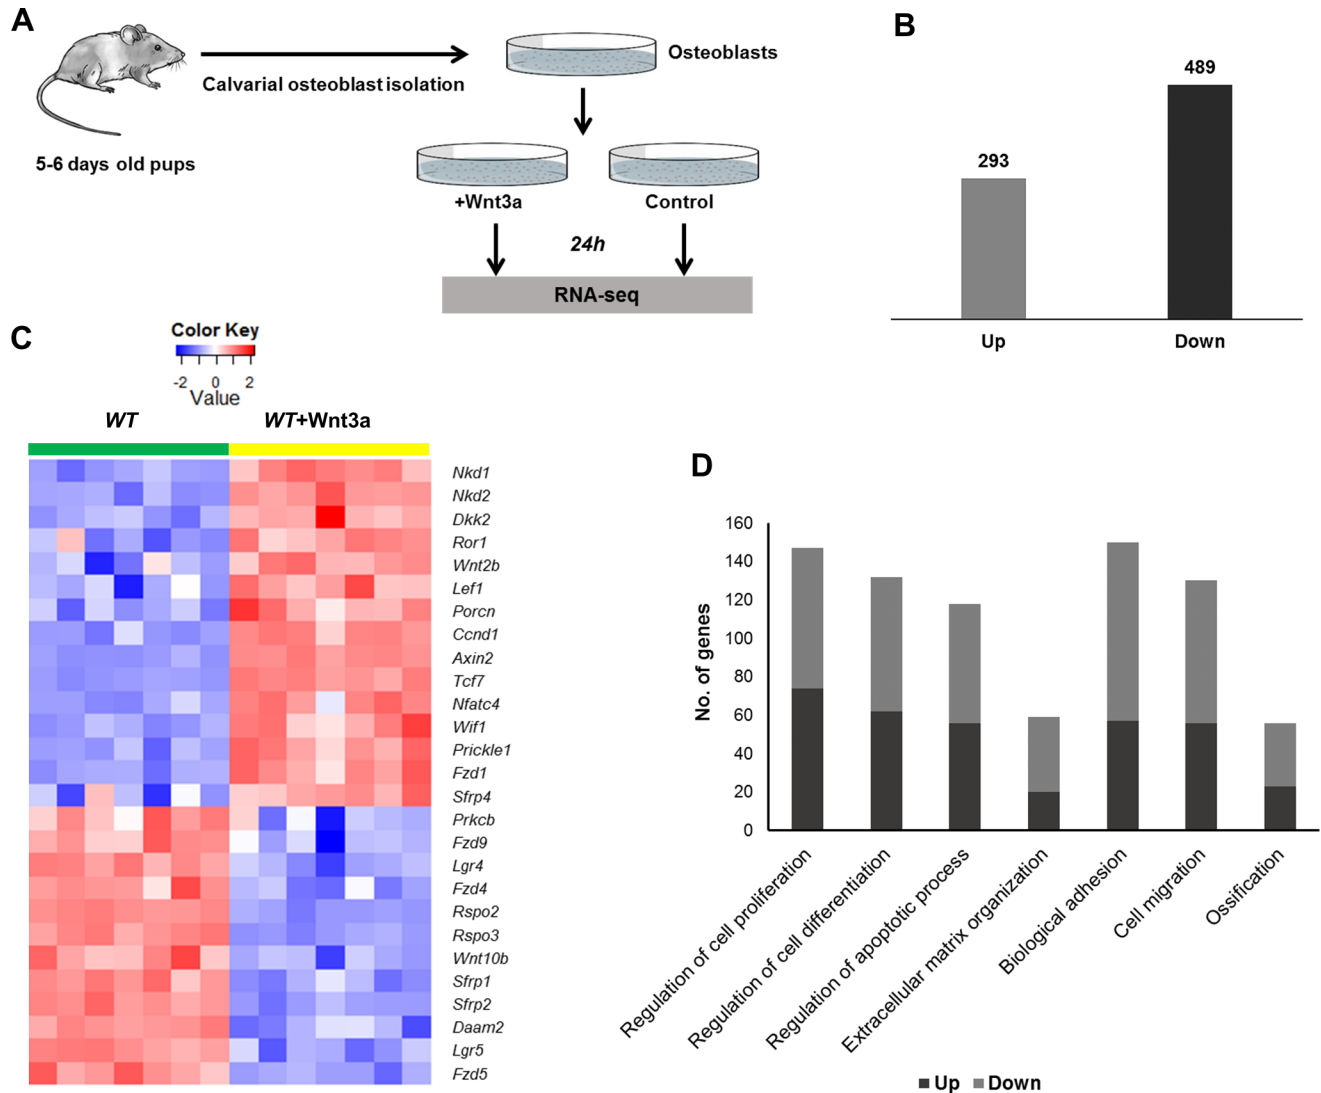 A
Calvarial osteoblast isolation
Osteoblasts
5-6 days old pups
+Wnt3a
Control
24h
RNA-seq
B
293
489
Up
Down
C
Color Key
-2 0 2
Value
WT
WT+Wnt3a
Nkd1
Nkd2
Dkk2
Ror1
Wnt2b
Lef1
Porcn
Ccnd1
Axin2
Tcf7
Nfatc4
Wif1
Prickle1
Fzd1
Sfrp4
Prkcb
Fzd9
Lgr4
Fzd4
Rspo2
Rspo3
Wnt10b
Sfrp1
Sfrp2
Daam2
Lgr5
Fzd5
D
No. of genes
160
140
120
100
80
60
40
20
0
Regulation of cell proliferation
Regulation of cell differentiation
Regulation of apoptotic process
Extracellular matrix organization
Biological adhesion
Cell migration
Ossification
Up Down